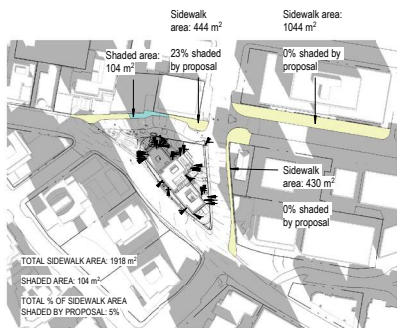 Sidewalk
area: 444 m²
23% shaded
by proposal
Sidewalk area:
1044 m²
0% shaded by
proposal
Shaded area:
104 m²
Sidewalk
area: 430 m²
0% shaded
by proposal
TOTAL SIDEWALK AREA: 1918 m²
SHADED AREA: 104 m²
TOTAL % OF SIDEWALK AREA
SHADED BY PROPOSAL: 5%